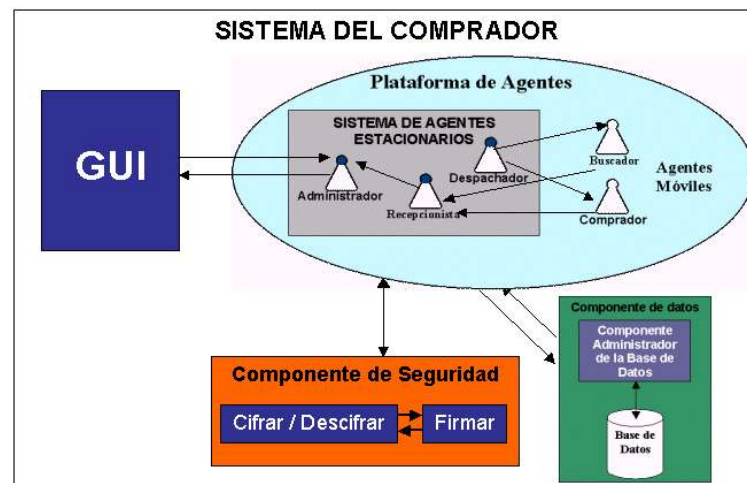 SISTEMA DEL COMPRADOR
Plataforma de Agentes
GUI
SISTEMA DE AGENTES
ESTACIONARIOS
Administrador
Recepcionista
Despachador
Buscador
Agentes
Móviles
Comprador
Componente de Seguridad
Cifrar / Descifrar
Firmar
Componente de datos
Componente
Administrador
de la Base de
Datos
Base de
Datos